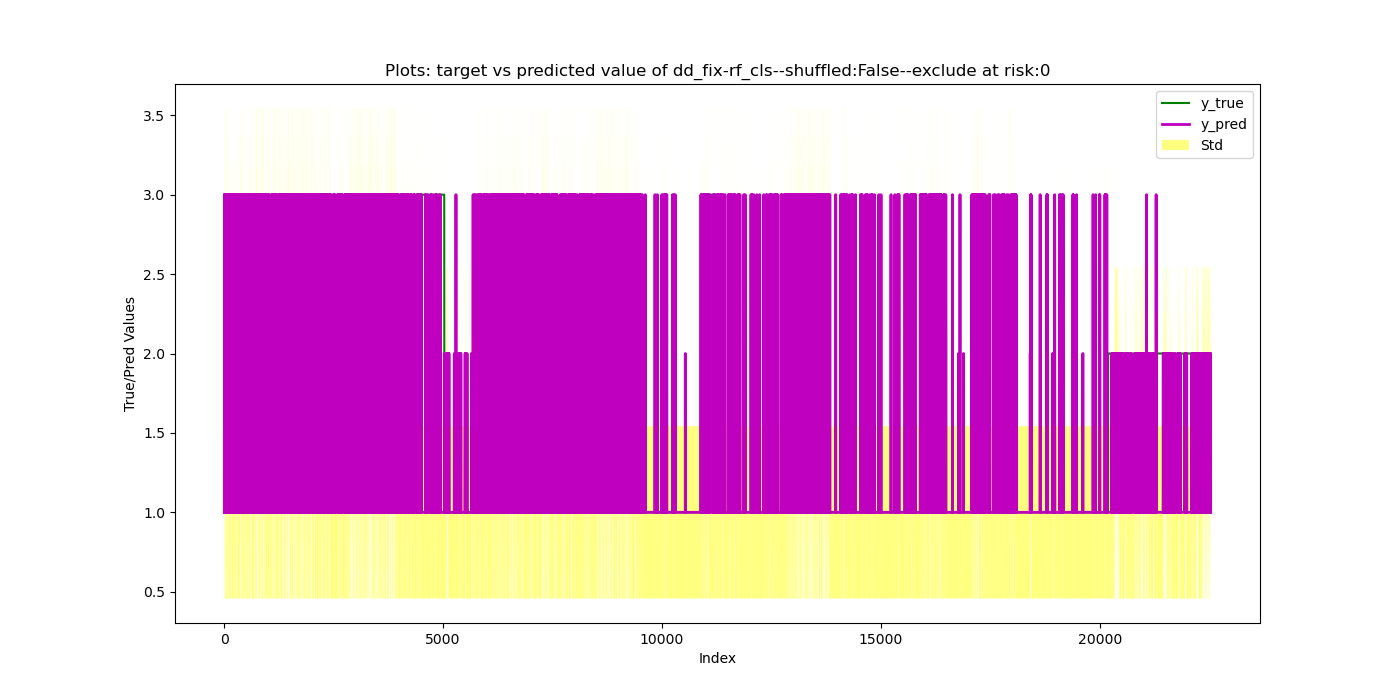 Plots: target vs predicted value of dd_fix-rf_cls--shuffled:False--exclude at risk:0
y_true
y_pred
Std
True/Pred Values
3.5
3.0
2.5
2.0
1.5
1.0
0.5
0
5000
10000
15000
20000
Index